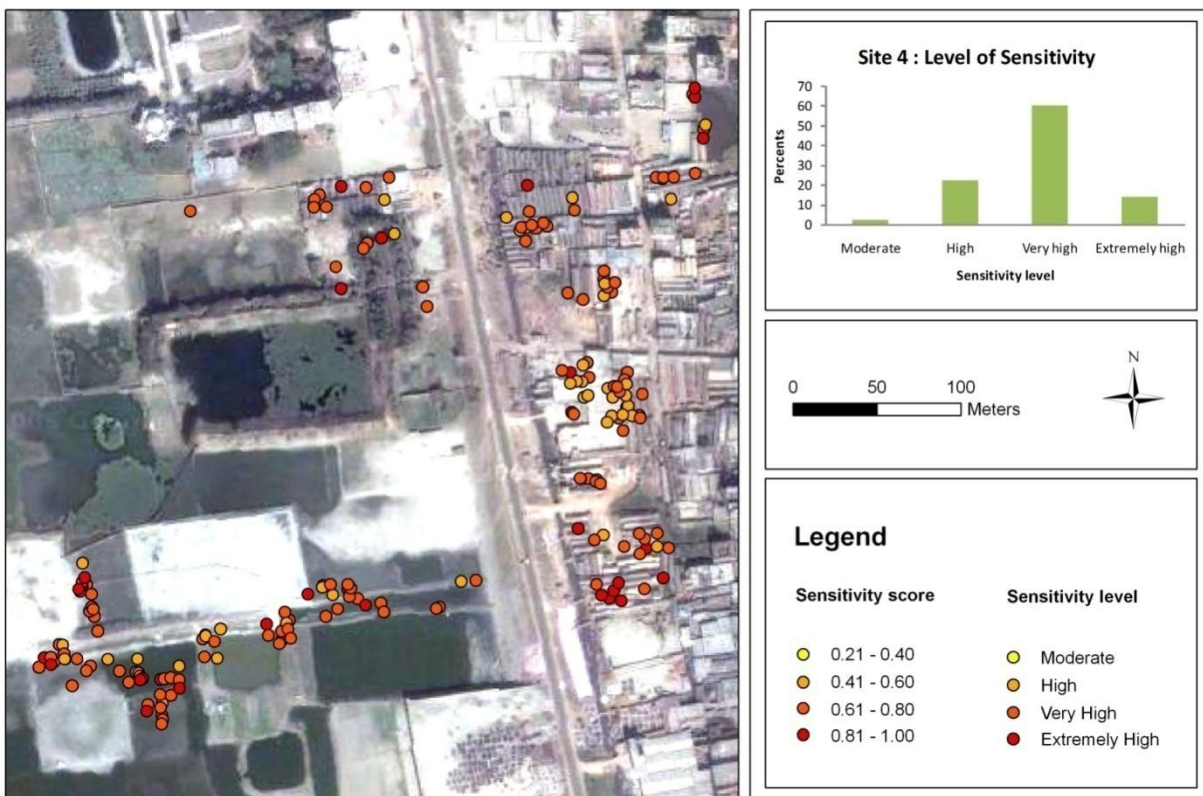 Site 4 : Level of Sensitivity
70
60
50
40
30
20
10
0
Percents
Moderate High Very high Extremely high
Sensitivity level
0 50 100
Meters
N
Legend
Sensitivity score Sensitivity level
0.21 - 0.40 Moderate
0.41 - 0.60 High
0.61 - 0.80 Very High
0.81 - 1.00 Extremely High